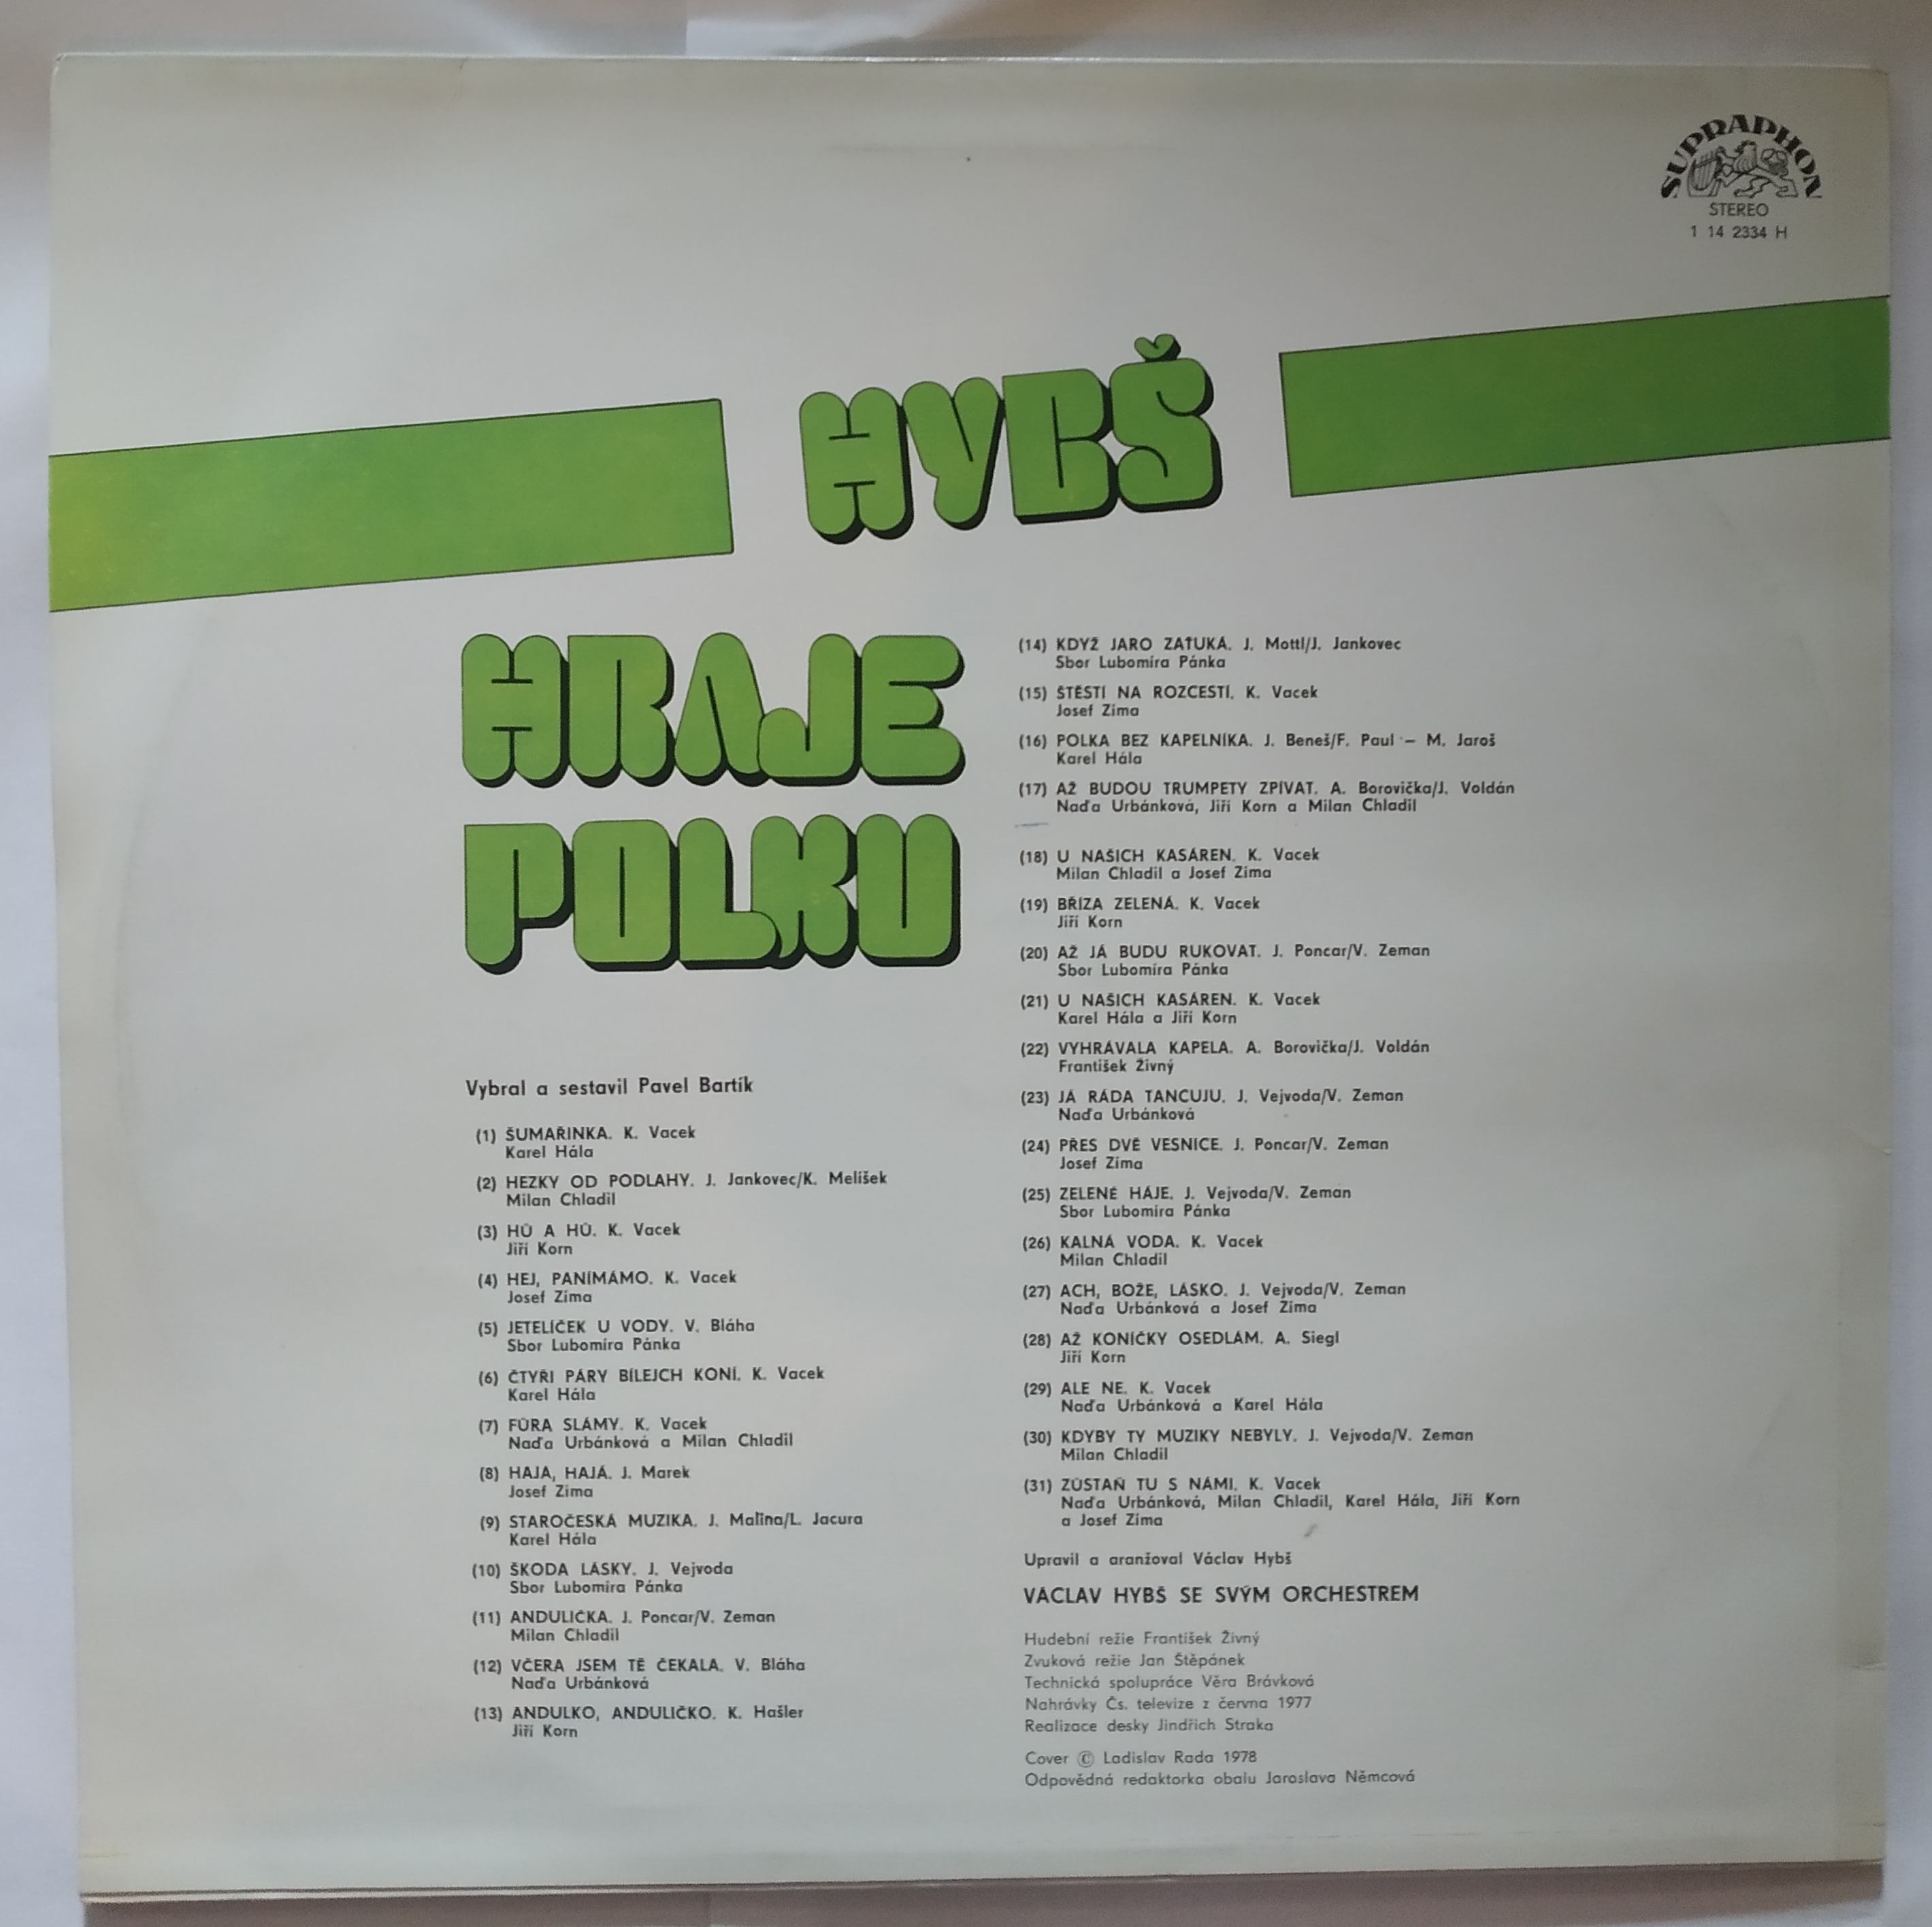 SUPRAPHON
STEREO
1 14 2334 H
HYBŠ
HRAJE
POLKU
Vybral a sestavil Pavel Bartík
(1) ŠUMAŘINKA. K. Vacek
Karel Hála
(2) HEZKY OD PODLAHY. J. Jankovec/K. Melíšek
Milan Chladil
(3) HŮ A HŮ. K. Vacek
Jiří Korn
(4) HEJ, PANÍMÁMO. K. Vacek
Josef Zíma
(5) JETELÍČEK U VODY. V. Bláha
Sbor Lubomíra Pánka
(6) ČTYŘI PÁRY BÍLEJCH KONÍ. K. Vacek
Karel Hála
(7) FŮRA SLÁMY. K. Vacek
Naďa Urbánková a Milan Chladil
(8) HAJA, HAJÁ. J. Marek
Josef Zíma
(9) STAROČESKÁ MUZIKA. J. Malina/L. Jacura
Karel Hála
(10) ŠKODA LÁSKY. J. Vejvoda
Sbor Lubomíra Pánka
(11) ANDULIČKA. J. Poncar/V. Zeman
Milan Chladil
(12) VČERA JSEM TĚ ČEKALA. V. Bláha
Naďa Urbánková
(13) ANDULKO, ANDULIČKO. K. Hašler
Jiří Korn
(14) KDYŽ JARO ZAŤUKÁ. J. Mottl/J. Jankovec
Sbor Lubomíra Pánka
(15) ŠTĚSTÍ NA ROZCESTÍ. K. Vacek
Josef Zíma
(16) POLKA BEZ KAPELNÍKA. J. Beneš/F. Paul – M. Jaroš
Karel Hála
(17) AŽ BUDOU TRUMPETY ZPÍVAT. A. Borovička/J. Voldán
Naďa Urbánková, Jiří Korn a Milan Chladil
(18) U NAŠICH KASÁREN. K. Vacek
Milan Chladil a Josef Zíma
(19) BŘÍZA ZELENÁ. K. Vacek
Jiří Korn
(20) AŽ JÁ BUDU RUKOVAT. J. Poncar/V. Zeman
Sbor Lubomíra Pánka
(21) U NAŠICH KASÁREN. K. Vacek
Karel Hála a Jiří Korn
(22) VYHRÁVALA KAPELA. A. Borovička/J. Voldán
František Živný
(23) JÁ RÁDA TANCUJU. J. Vejvoda/V. Zeman
Naďa Urbánková
(24) PŘES DVĚ VESNICE. J. Poncar/V. Zeman
Josef Zíma
(25) ZELENÉ HÁJE. J. Vejvoda/V. Zeman
Sbor Lubomíra Pánka
(26) KALNÁ VODA. K. Vacek
Milan Chladil
(27) ACH, BOŽE, LÁSKO. J. Vejvoda/V. Zeman
Naďa Urbánková a Josef Zíma
(28) AŽ KONÍČKY OSEDLÁM. A. Siegl
Jiří Korn
(29) ALE NE. K. Vacek
Naďa Urbánková a Karel Hála
(30) KDYBY TY MUZIKY NEBYLY. J. Vejvoda/V. Zeman
Milan Chladil
(31) ZŮSTAŇ TU S NÁMI. K. Vacek
Naďa Urbánková, Milan Chladil, Karel Hála, Jiří Korn
a Josef Zíma
Upravil a aranžoval Václav Hybš
VÁCLAV HYBŠ SE SVÝM ORCHESTREM
Hudební režie František Živný
Zvuková režie Jan Štěpánek
Technická spolupráce Věra Brávková
Nahrávky Čs. televize z června 1977
Realizace desky Jindřich Straka
Cover © Ladislav Rada 1978
Odpovědná redaktorka obalu Jaroslava Němcová